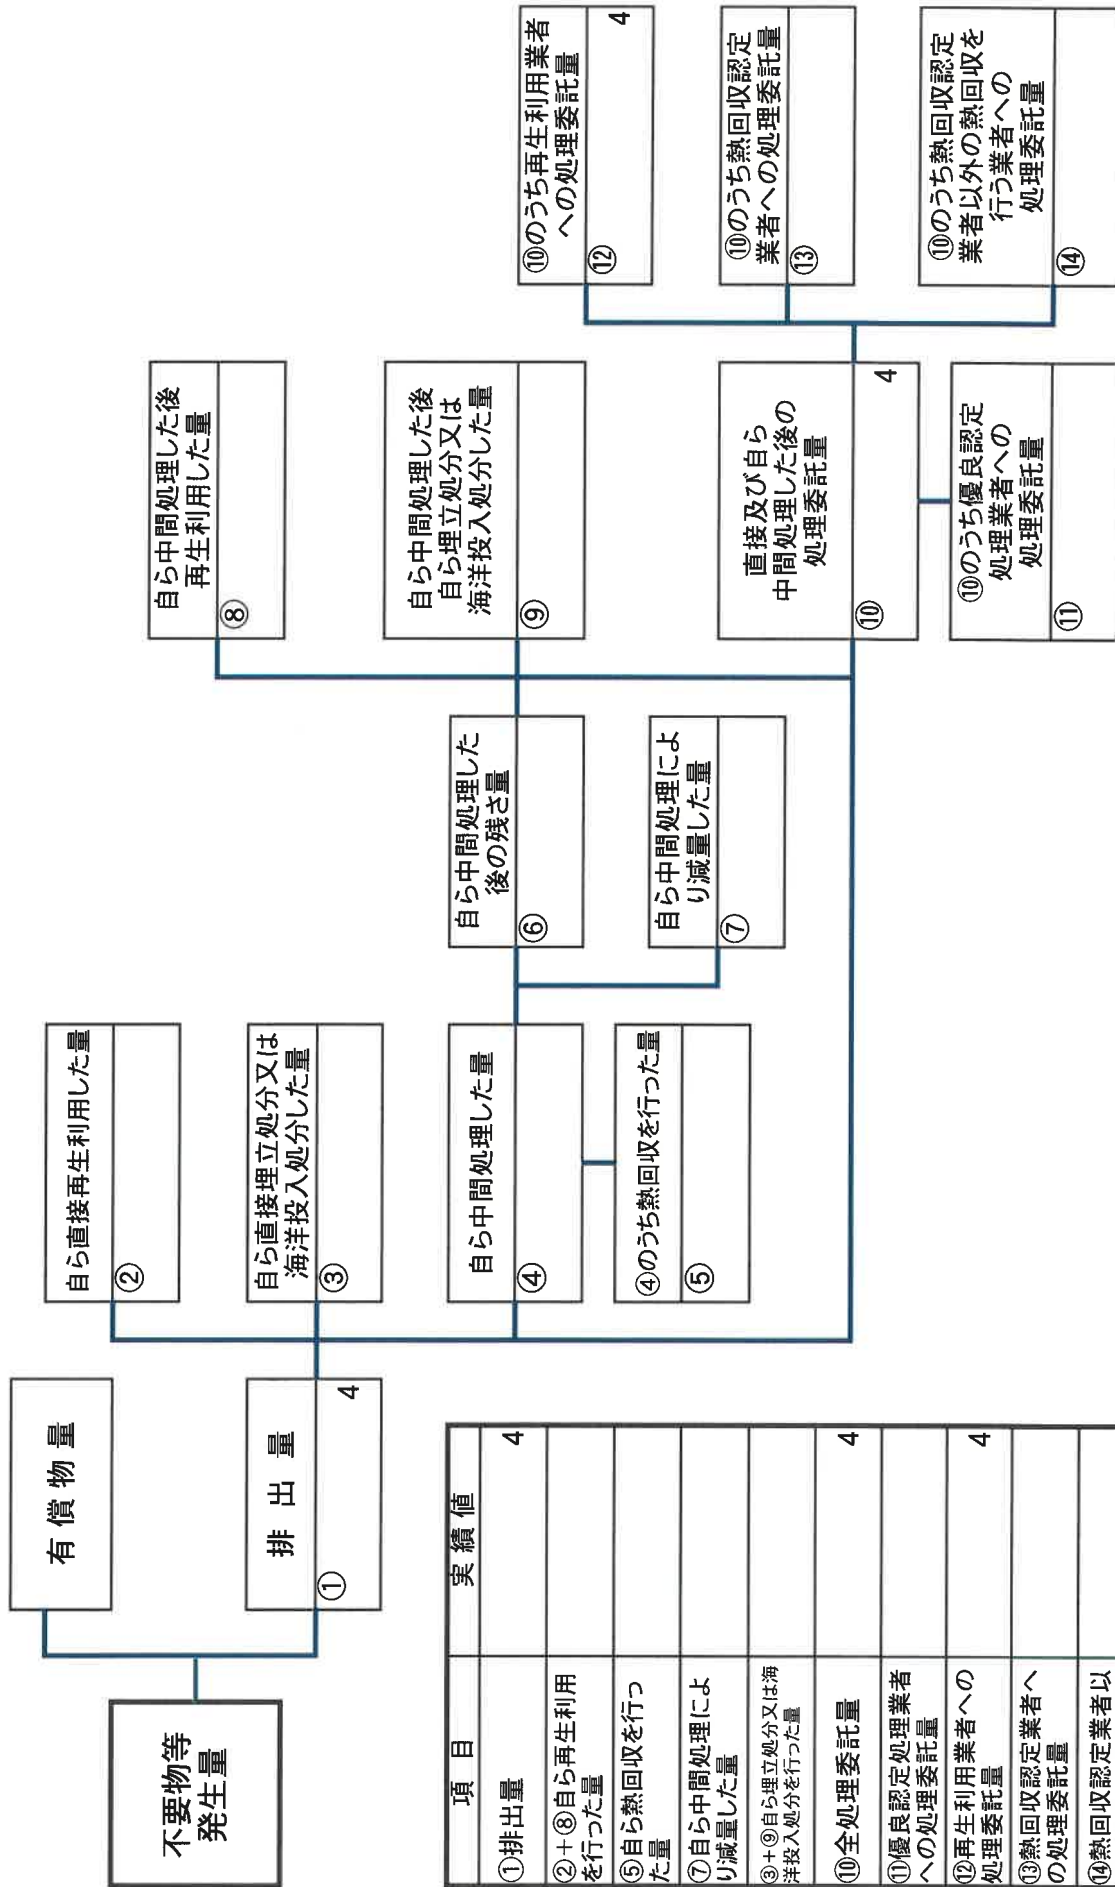 不要物等
発生量
有償物量
排出量
①
4
自ら直接再生利用した量
②
自ら直接埋立処分又は
海洋投入処分した量
③
自ら中間処理した量
④
④のうち熱回収を行った量
⑤
自ら中間処理した
後の残さ量
⑥
自ら中間処理によ
り減量した量
⑦
自ら中間処理した後
再生利用した量
⑧
自ら中間処理した後
自ら埋立処分又は
海洋投入処分した量
⑨
直接及び自ら
中間処理した後の
処理委託量
⑩
4
⑩のうち優良認定
処理業者への
処理委託量
⑪
⑩のうち再生利用業者
への処理委託量
⑫
4
⑩のうち熱回収認定
業者への処理委託量
⑬
⑩のうち熱回収認定
業者以外の熱回収を
行う業者への
処理委託量
⑭
項目
実績値
①排出量
4
②+⑧自ら再生利用
を行った量
⑤自ら熱回収を行っ
た量
⑦自ら中間処理によ
り減量した量
③+⑨自ら埋立処分又は海
洋投入処分を行った量
⑩全処理委託量
4
⑪優良認定処理業者
への処理委託量
⑫再生利用業者への
処理委託量
4
⑬熱回収認定業者へ
の処理委託量
⑭熱回収認定業者以